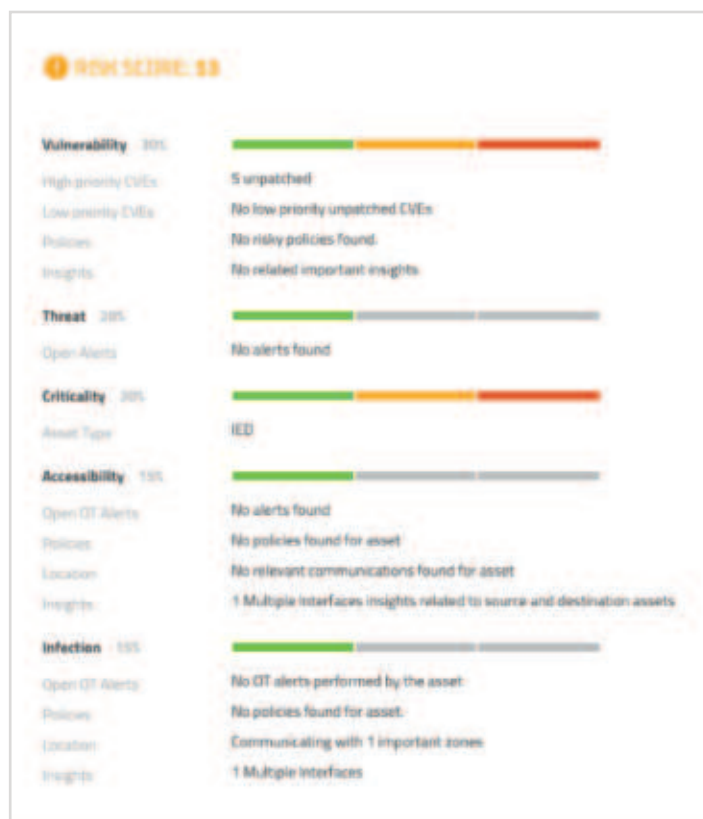 RISK SCORE: 53
Vulnerability 30%
High priority CVEs 5 unpatched
Low priority CVEs No low priority unpatched CVEs
Policies No risky policies found.
Insights No related important insights
Threat 20%
Open Alerts No alerts found
Criticality 20%
Asset Type IED
Accessibility 15%
Open OT Alerts No alerts found
Policies No policies found for asset
Location No relevant communications found for asset
Insights 1 Multiple Interfaces insights related to source and destination assets
Infection 15%
Open OT Alerts No OT alerts performed by the asset
Policies No policies found for asset.
Location Communicating with 1 important zones
Insights 1 Multiple Interfaces